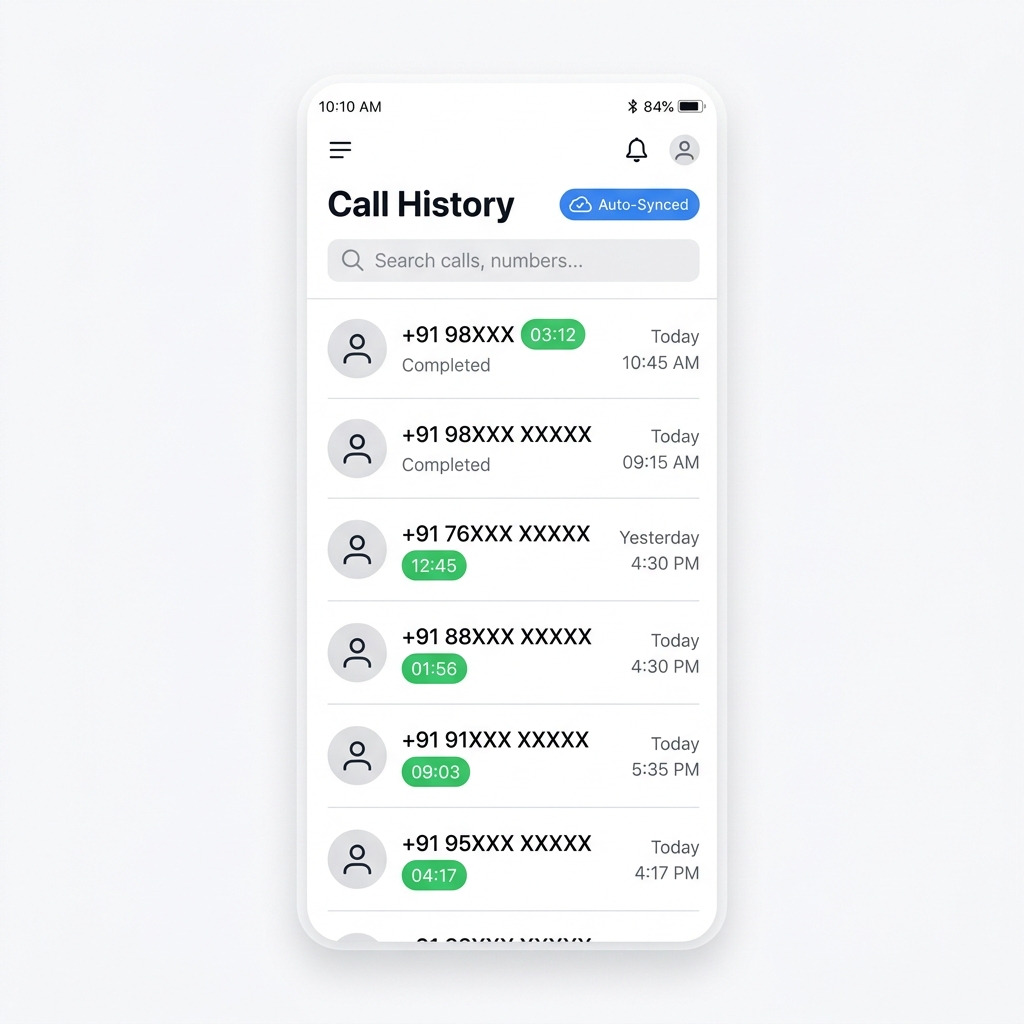 10:10 AM 84%
Call History Auto-Synced
Search calls, numbers...
+91 98XXX 03:12 Today
Completed 10:45 AM
+91 98XXX XXXXX Today
Completed 09:15 AM
+91 76XXX XXXXX Yesterday
12:45 4:30 PM
+91 88XXX XXXXX Today
01:56 4:30 PM
+91 91XXX XXXXX Today
09:03 5:35 PM
+91 95XXX XXXXX Today
04:17 4:17 PM